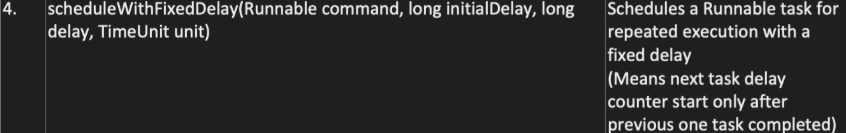 4.
scheduleWithFixedDelay(Runnable command, long initialDelay, long
delay, TimeUnit unit)
Schedules a Runnable task for
repeated execution with a
fixed delay
(Means next task delay
counter start only after
previous one task completed)